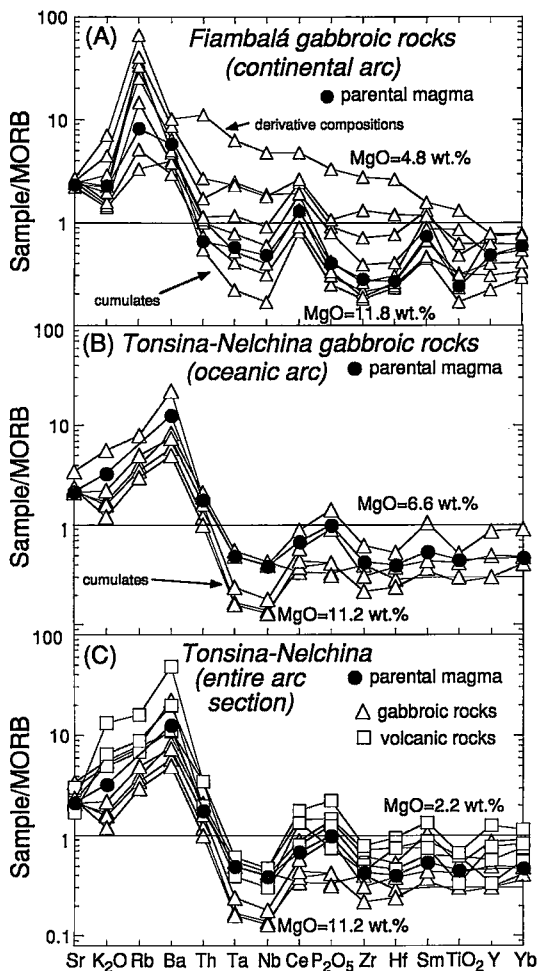 100
(A) Fiambalá gabbroic rocks
(continental arc)
● parental magma
derivative compositions
10
MgO=4.8 wt.%
Sample/MORB
1
cumulates
MgO=11.8 wt.%
0.1
100
(B) Tonsina-Nelchina gabbroic rocks
(oceanic arc) ● parental magma
10
Sample/MORB
MgO=6.6 wt.%
1
cumulates
MgO=11.2 wt.%
0.1
100
(C) Tonsina-Nelchina
(entire arc
section)
● parental magma
△ gabbroic rocks
□ volcanic rocks
10
Sample/MORB
MgO=2.2 wt.%
1
MgO=11.2 wt.%
0.1
Sr K₂O Rb Ba Th Ta Nb Ce P₂O₅ Zr Hf Sm TiO₂ Y Yb